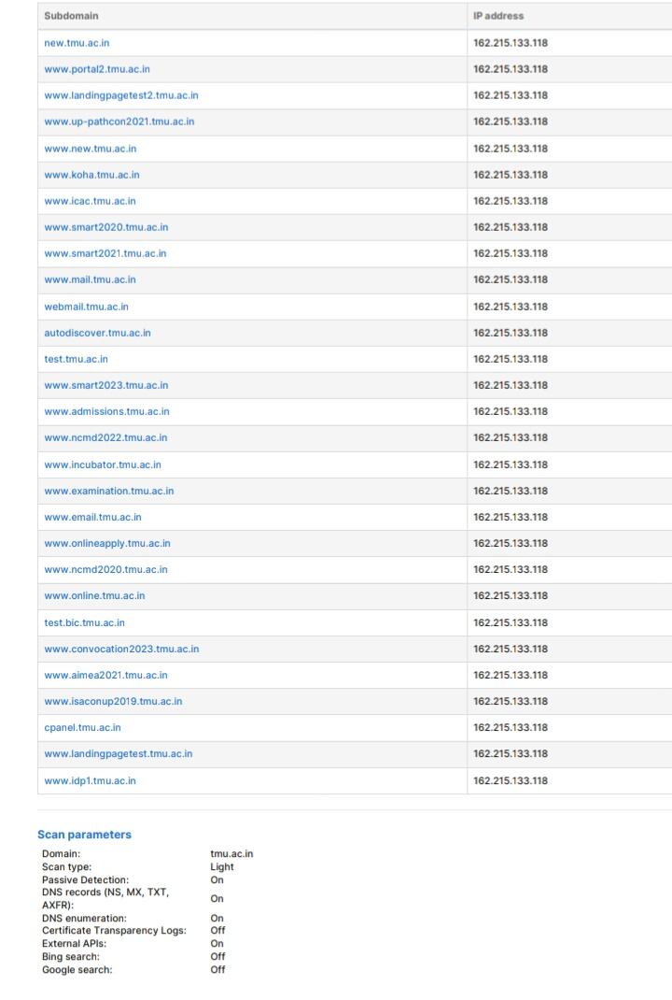 Subdomain IP address
new.tmu.ac.in 162.215.133.118
www.portal2.tmu.ac.in 162.215.133.118
www.landingpagetest2.tmu.ac.in 162.215.133.118
www.up-pathcon2021.tmu.ac.in 162.215.133.118
www.new.tmu.ac.in 162.215.133.118
www.koha.tmu.ac.in 162.215.133.118
www.icac.tmu.ac.in 162.215.133.118
www.smart2020.tmu.ac.in 162.215.133.118
www.smart2021.tmu.ac.in 162.215.133.118
www.mail.tmu.ac.in 162.215.133.118
webmail.tmu.ac.in 162.215.133.118
autodiscover.tmu.ac.in 162.215.133.118
test.tmu.ac.in 162.215.133.118
www.smart2023.tmu.ac.in 162.215.133.118
www.admissions.tmu.ac.in 162.215.133.118
www.ncmd2022.tmu.ac.in 162.215.133.118
www.incubator.tmu.ac.in 162.215.133.118
www.examination.tmu.ac.in 162.215.133.118
www.email.tmu.ac.in 162.215.133.118
www.onlineapply.tmu.ac.in 162.215.133.118
www.ncmd2020.tmu.ac.in 162.215.133.118
www.online.tmu.ac.in 162.215.133.118
test.bic.tmu.ac.in 162.215.133.118
www.convocation2023.tmu.ac.in 162.215.133.118
www.aimea2021.tmu.ac.in 162.215.133.118
www.isaconup2019.tmu.ac.in 162.215.133.118
cpanel.tmu.ac.in 162.215.133.118
www.landingpagetest.tmu.ac.in 162.215.133.118
www.idp1.tmu.ac.in 162.215.133.118
Scan parameters
Domain: tmu.ac.in
Scan type: Light
Passive Detection: On
DNS records (NS, MX, TXT,
AXFR): On
DNS enumeration: On
Certificate Transparency Logs: Off
External APIs: On
Bing search: Off
Google search: Off